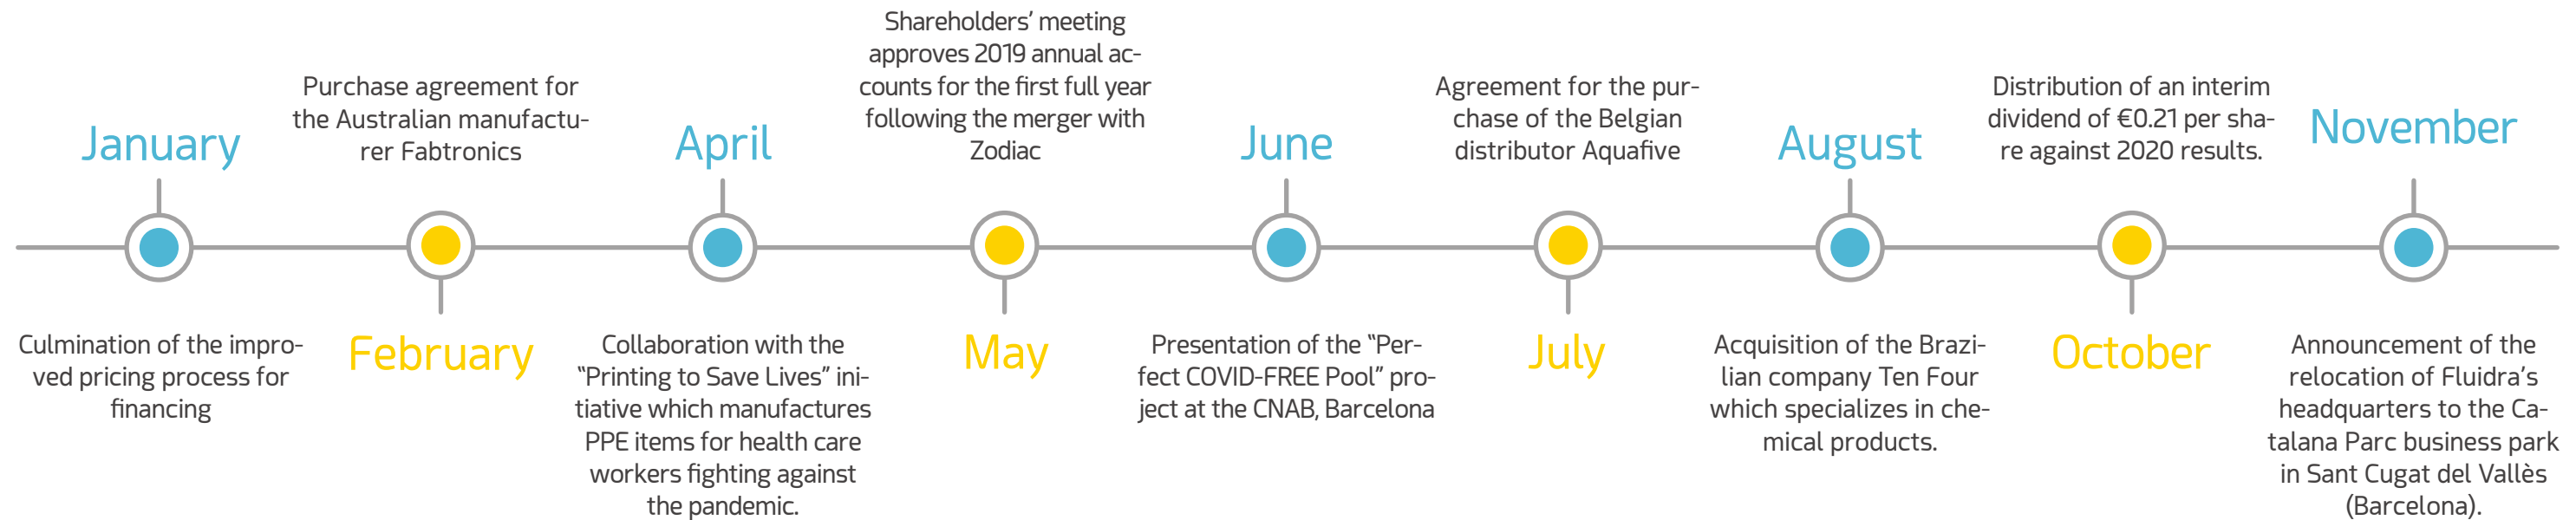 January
Culmination of the impro-
ved pricing process for
financing
Purchase agreement for
the Australian manufactu-
rer Fabtronics
February
April
Collaboration with the
“Printing to Save Lives” ini-
tiative which manufactures
PPE items for health care
workers fighting against
the pandemic.
Shareholders’ meeting
approves 2019 annual ac-
counts for the first full year
following the merger with
Zodiac
May
June
Presentation of the “Per-
fect COVID-FREE Pool” pro-
ject at the CNAB, Barcelona
Agreement for the pur-
chase of the Belgian
distributor Aquafive
July
August
Acquisition of the Brazi-
lian company Ten Four
which specializes in che-
mical products.
Distribution of an interim
dividend of €0.21 per sha-
re against 2020 results.
October
November
Announcement of the
relocation of Fluidra’s
headquarters to the Ca-
talana Parc business park
in Sant Cugat del Vallès
(Barcelona).